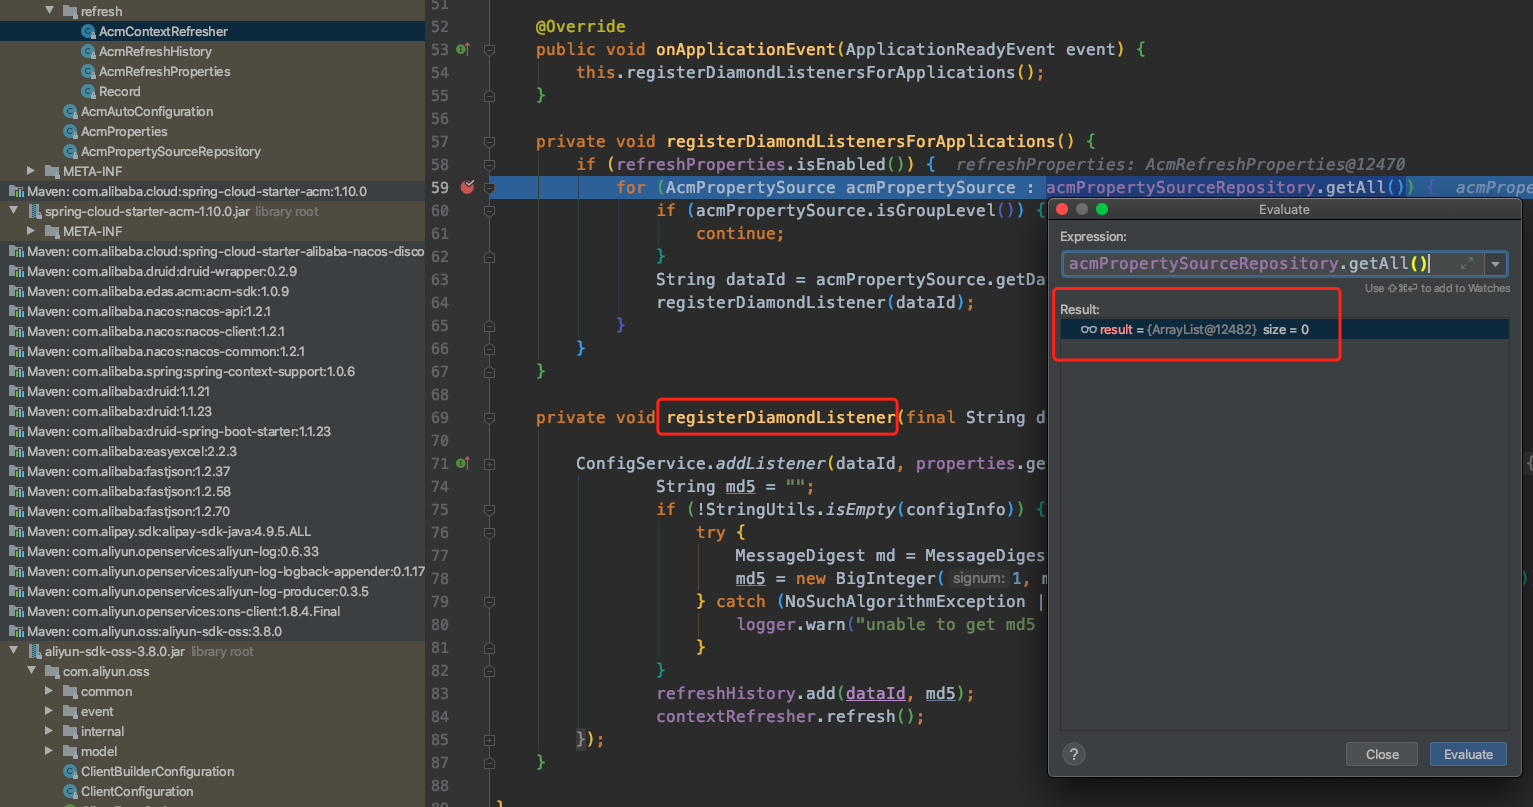 refresh
AcmContextRefresher
AcmRefreshHistory
AcmRefreshProperties
Record
AcmAutoConfiguration
AcmProperties
AcmPropertySourceRepository
META-INF
Maven: com.alibaba.cloud:spring-cloud-starter-acm:1.10.0
spring-cloud-starter-acm-1.10.0.jar library root
META-INF
Maven: com.alibaba.cloud:spring-cloud-starter-alibaba-nacos-disco
Maven: com.alibaba.druid:druid-wrapper:0.2.9
Maven: com.alibaba.edas.acm:acm-sdk:1.0.9
Maven: com.alibaba.nacos:nacos-api:1.2.1
Maven: com.alibaba.nacos:nacos-client:1.2.1
Maven: com.alibaba.nacos:nacos-common:1.2.1
Maven: com.alibaba.spring:spring-context-support:1.0.6
Maven: com.alibaba:druid:1.1.21
Maven: com.alibaba:druid:1.1.23
Maven: com.alibaba:druid-spring-boot-starter:1.1.23
Maven: com.alibaba:easyexcel:2.2.3
Maven: com.alibaba:fastjson:1.2.37
Maven: com.alibaba:fastjson:1.2.58
Maven: com.alibaba:fastjson:1.2.70
Maven: com.alipay.sdk:alipay-sdk-java:4.9.5.ALL
Maven: com.aliyun.openservices:aliyun-log:0.6.33
Maven: com.aliyun.openservices:aliyun-log-logback-appender:0.1.17
Maven: com.aliyun.openservices:aliyun-log-producer:0.3.5
Maven: com.aliyun.openservices:ons-client:1.8.4.Final
Maven: com.aliyun.oss:aliyun-sdk-oss:3.8.0
aliyun-sdk-oss-3.8.0.jar library root
com.aliyun.oss
common
event
internal
model
ClientBuilderConfiguration
ClientConfiguration
51
52 @Override
53 public void onApplicationEvent(ApplicationReadyEvent event) {
54 this.registerDiamondListenersForApplications();
55 }
56
57 private void registerDiamondListenersForApplications() {
58 if (refreshProperties.isEnabled()) { refreshProperties: AcmRefreshProperties@12470
59 for (AcmPropertySource acmPropertySource : acmPropertySourceRepository.getAll()) { acmPrope
60 if (acmPropertySource.isGroupLevel()) {
61 continue;
62 }
63 String dataId = acmPropertySource.getDa
64 registerDiamondListener(dataId);
65 }
66 }
67 }
68
69 private void registerDiamondListener(final String d
70
71 ConfigService.addListener(dataId, properties.ge
74 String md5 = "";
75 if (!StringUtils.isEmpty(configInfo)) {
76 try {
77 MessageDigest md = MessageDigest
78 md5 = new BigInteger( signum: 1, m
79 } catch (NoSuchAlgorithmException |
80 logger.warn("unable to get md5
81 }
82 }
83 refreshHistory.add(dataId, md5);
84 contextRefresher.refresh();
85 });
87 }
88
Evaluate
Expression:
acmPropertySourceRepository.getAll()
Use ⇧⌘⏎ to add to Watches
Result:
result = {ArrayList@12482} size = 0
?
Close
Evaluate